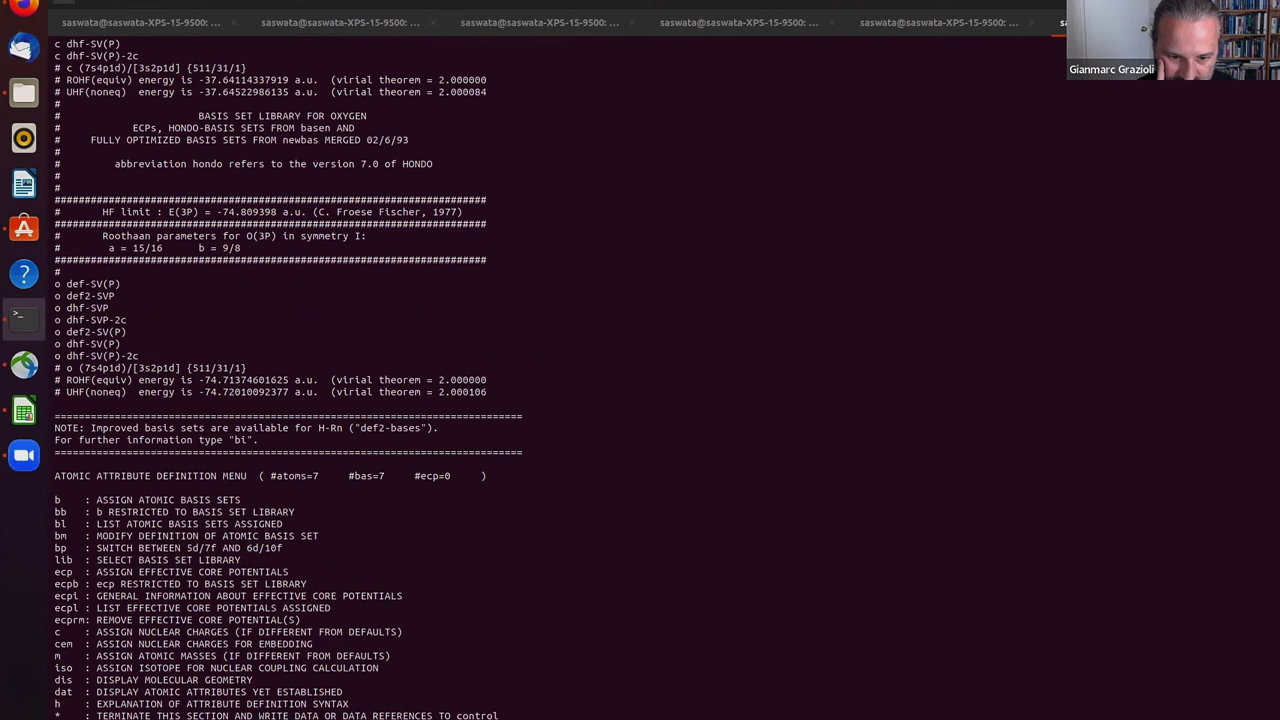 saswata@saswata-XPS-15-9500: ... × saswata@saswata-XPS-15-9500: ... × saswata@saswata-XPS-15-9500: ... × saswata@saswata-XPS-15-9500: ... × saswata@saswata-XPS-15-9500: ... ×
Gianmarc Grazioli
c dhf-SV(P)
c dhf-SV(P)-2c
# c (7s4p1d)/[3s2p1d] {511/31/1}
# ROHF(equiv) energy is -37.64114337919 a.u. (virial theorem = 2.000000
# UHF(noneq) energy is -37.64522986135 a.u. (virial theorem = 2.000084
#
# BASIS SET LIBRARY FOR OXYGEN
# ECPs, HONDO-BASIS SETS FROM basen AND
# FULLY OPTIMIZED BASIS SETS FROM newbas MERGED 02/6/93
#
# abbreviation hondo refers to the version 7.0 of HONDO
#
#
########################################################################
# HF limit : E(3P) = -74.809398 a.u. (C. Froese Fischer, 1977)
########################################################################
# Roothaan parameters for O(3P) in symmetry I:
# a = 15/16 b = 9/8
########################################################################
#
o def-SV(P)
o def2-SVP
o dhf-SVP
o dhf-SVP-2c
o def2-SV(P)
o dhf-SV(P)
o dhf-SV(P)-2c
# o (7s4p1d)/[3s2p1d] {511/31/1}
# ROHF(equiv) energy is -74.71374601625 a.u. (virial theorem = 2.000000
# UHF(noneq) energy is -74.72010092377 a.u. (virial theorem = 2.000106
==============================================================================
NOTE: Improved basis sets are available for H-Rn ("def2-bases").
For further information type "bi".
==============================================================================
ATOMIC ATTRIBUTE DEFINITION MENU ( #atoms=7 #bas=7 #ecp=0 )
b : ASSIGN ATOMIC BASIS SETS
bb : b RESTRICTED TO BASIS SET LIBRARY
bl : LIST ATOMIC BASIS SETS ASSIGNED
bm : MODIFY DEFINITION OF ATOMIC BASIS SET
bp : SWITCH BETWEEN 5d/7f AND 6d/10f
lib : SELECT BASIS SET LIBRARY
ecp : ASSIGN EFFECTIVE CORE POTENTIALS
ecpb : ecp RESTRICTED TO BASIS SET LIBRARY
ecpi : GENERAL INFORMATION ABOUT EFFECTIVE CORE POTENTIALS
ecpl : LIST EFFECTIVE CORE POTENTIALS ASSIGNED
ecprm: REMOVE EFFECTIVE CORE POTENTIAL(S)
c : ASSIGN NUCLEAR CHARGES (IF DIFFERENT FROM DEFAULTS)
cem : ASSIGN NUCLEAR CHARGES FOR EMBEDDING
m : ASSIGN ATOMIC MASSES (IF DIFFERENT FROM DEFAULTS)
iso : ASSIGN ISOTOPE FOR NUCLEAR COUPLING CALCULATION
dis : DISPLAY MOLECULAR GEOMETRY
dat : DISPLAY ATOMIC ATTRIBUTES YET ESTABLISHED
h : EXPLANATION OF ATTRIBUTE DEFINITION SYNTAX
* : TERMINATE THIS SECTION AND WRITE DATA OR DATA REFERENCES TO control